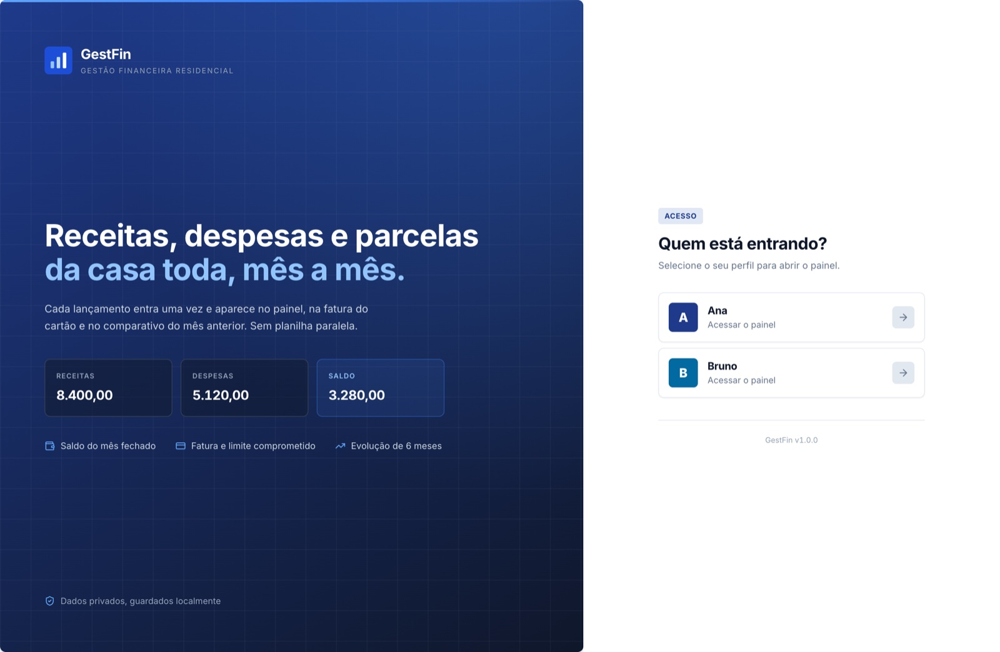 GestFin
GESTÃO FINANCEIRA RESIDENCIAL
Receitas, despesas e parcelas
da casa toda, mês a mês.
Cada lançamento entra uma vez e aparece no painel, na fatura do
cartão e no comparativo do mês anterior. Sem planilha paralela.
RECEITAS
8.400,00
DESPESAS
5.120,00
SALDO
3.280,00
Saldo do mês fechado
Fatura e limite comprometido
Evolução de 6 meses
Dados privados, guardados localmente
ACESSO
Quem está entrando?
Selecione o seu perfil para abrir o painel.
A
Ana
Acessar o painel
B
Bruno
Acessar o painel
GestFin v1.0.0